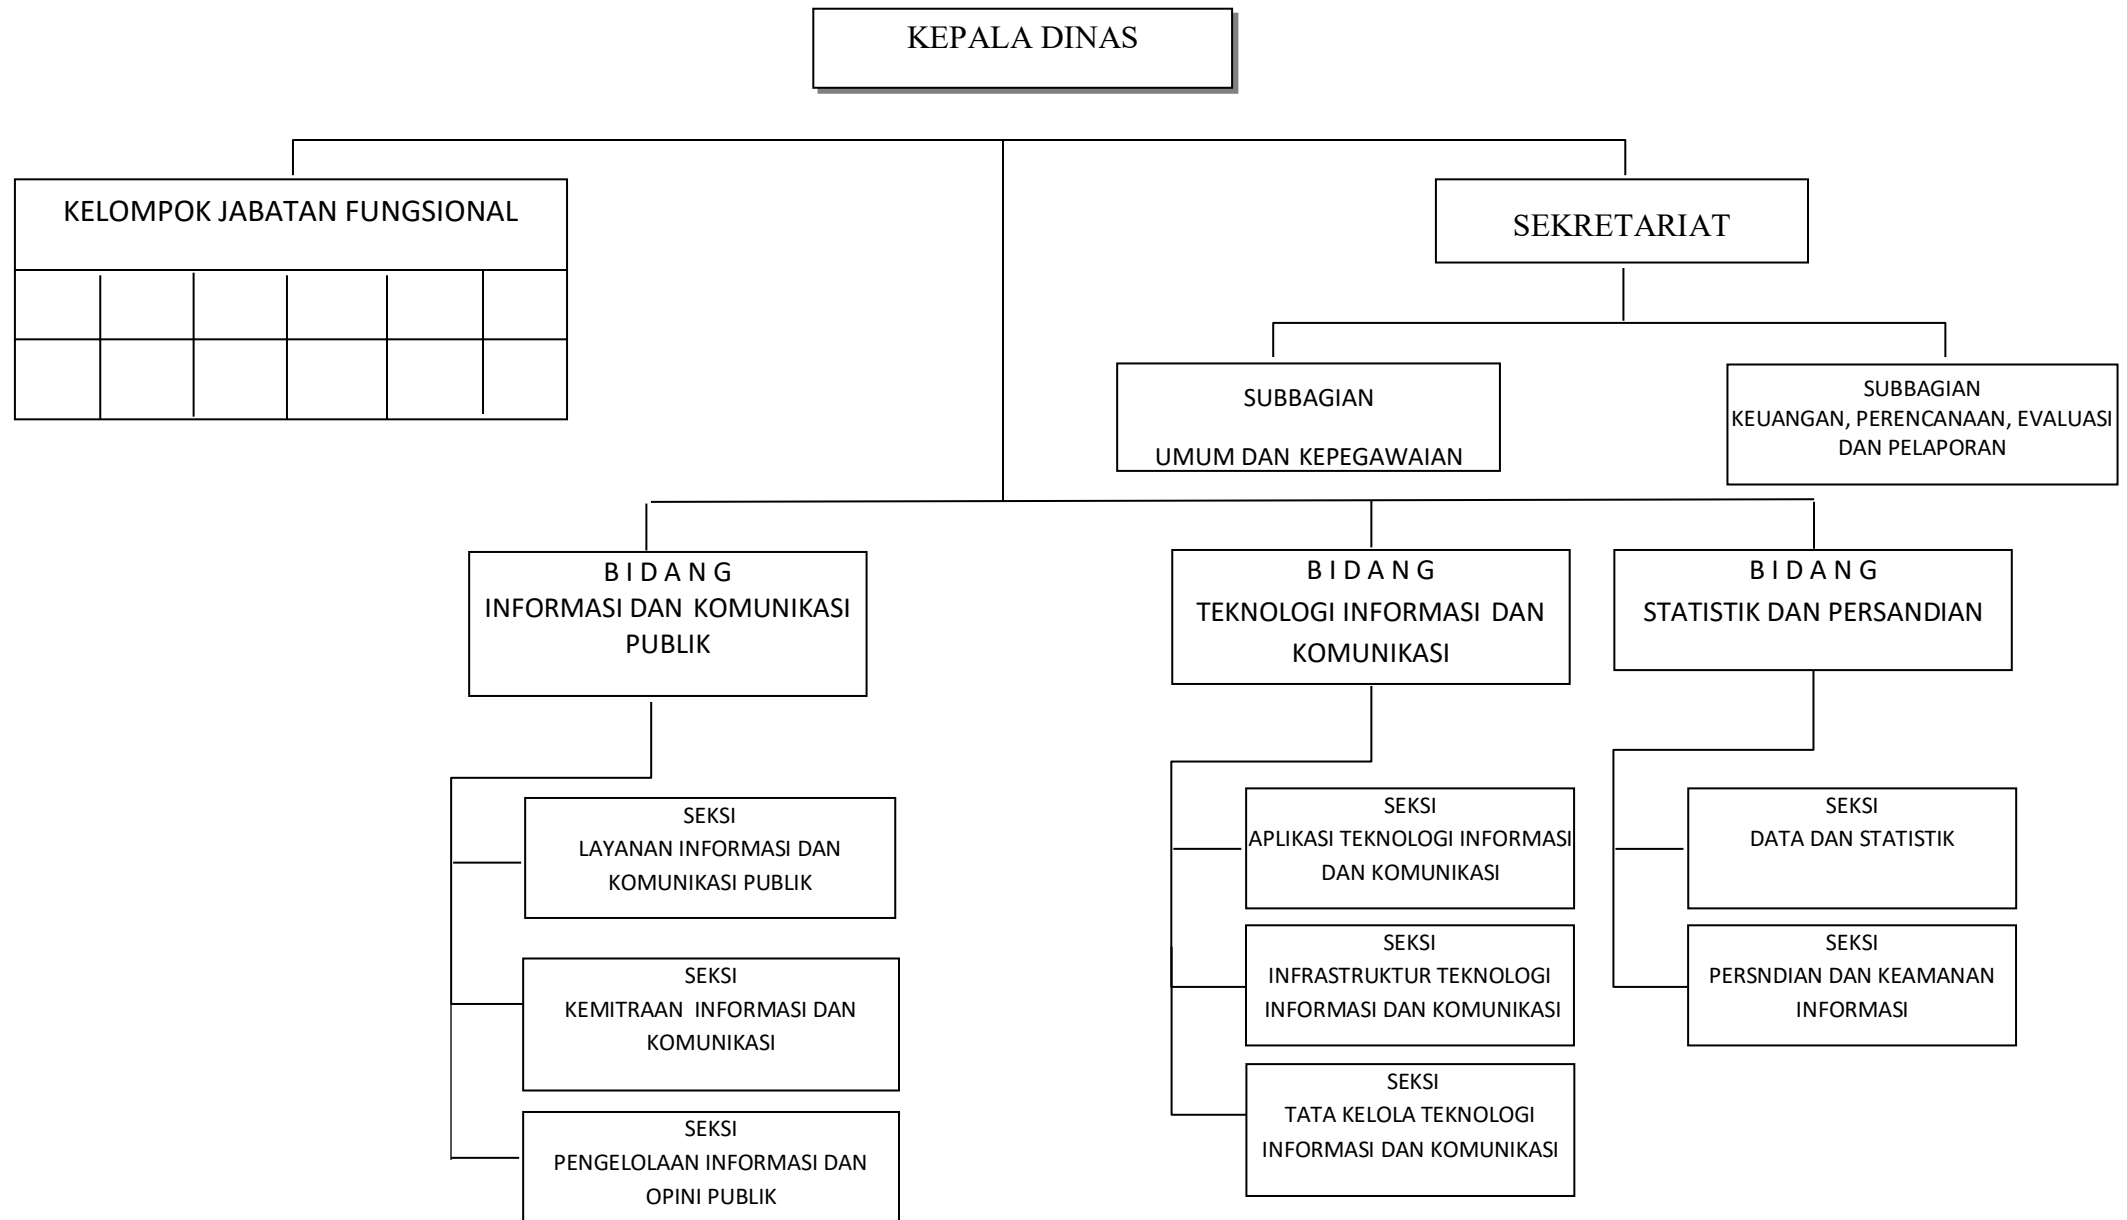 KEPALA DINAS
KELOMPOK JABATAN FUNGSIONAL
SEKRETARIAT
SUBBAGIAN
UMUM DAN KEPEGAWAIAN
SUBBAGIAN
KEUANGAN, PERENCANAAN, EVALUASI
DAN PELAPORAN
B I D A N G
INFORMASI DAN KOMUNIKASI
PUBLIK
B I D A N G
TEKNOLOGI INFORMASI DAN
KOMUNIKASI
B I D A N G
STATISTIK DAN PERSANDIAN
SEKSI
LAYANAN INFORMASI DAN
KOMUNIKASI PUBLIK
SEKSI
KEMITRAAN INFORMASI DAN
KOMUNIKASI
SEKSI
PENGELOLAAN INFORMASI DAN
OPINI PUBLIK
SEKSI
APLIKASI TEKNOLOGI INFORMASI
DAN KOMUNIKASI
SEKSI
INFRASTRUKTUR TEKNOLOGI
INFORMASI DAN KOMUNIKASI
SEKSI
TATA KELOLA TEKNOLOGI
INFORMASI DAN KOMUNIKASI
SEKSI
DATA DAN STATISTIK
SEKSI
PERSNDIAN DAN KEAMANAN
INFORMASI